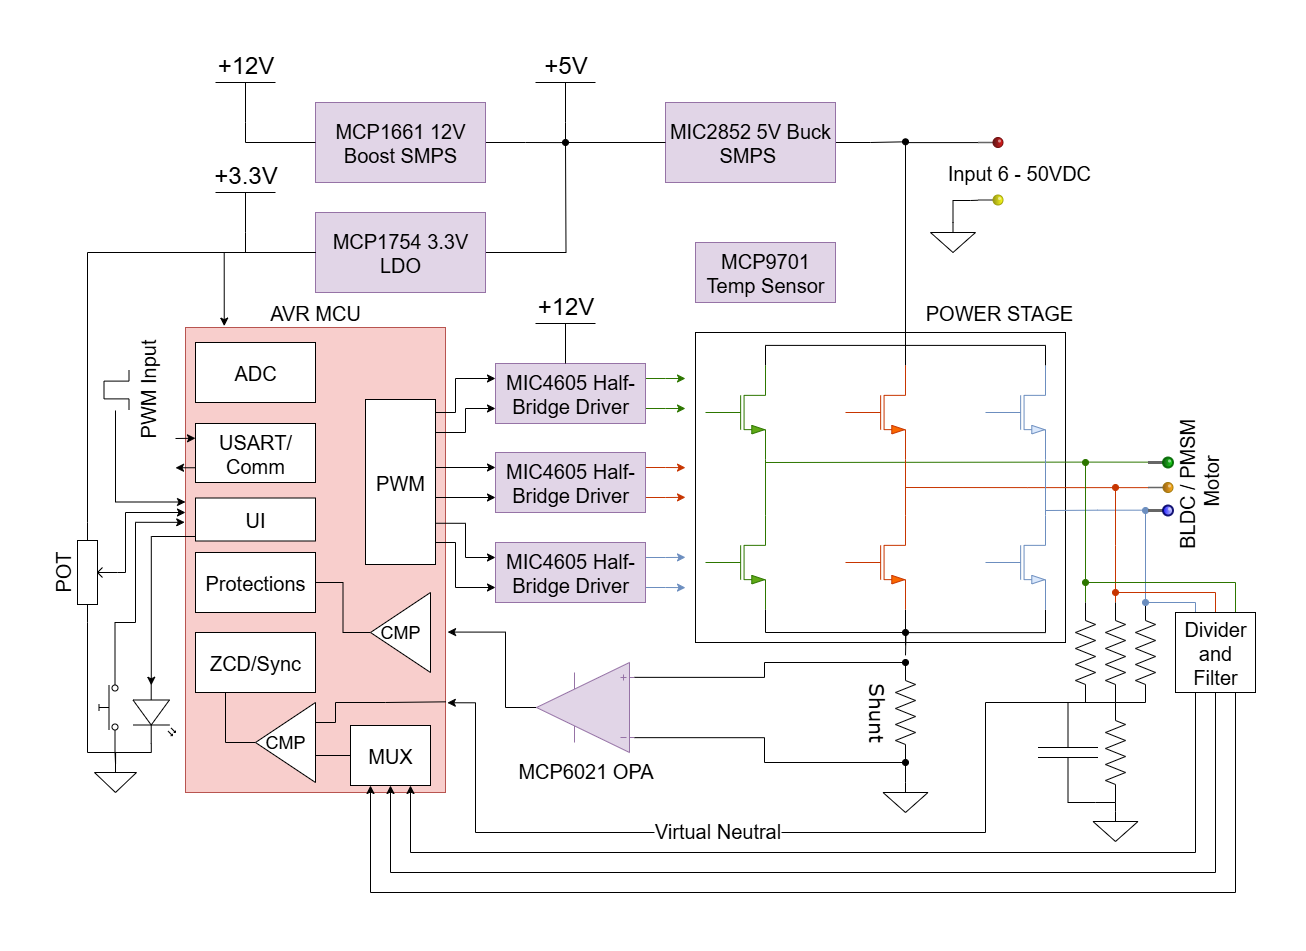 +12V
+5V
MCP1661 12V
Boost SMPS
MIC2852 5V Buck
SMPS
Input 6 - 50VDC
+3.3V
MCP1754 3.3V
LDO
MCP9701
Temp Sensor
+12V
AVR MCU
POWER STAGE
PWM Input
ADC
USART/
Comm
UI
Protections
ZCD/Sync
PWM
CMP
CMP
MUX
MIC4605 Half-
Bridge Driver
MIC4605 Half-
Bridge Driver
MIC4605 Half-
Bridge Driver
BLDC / PMSM
Motor
POT
+
−
MCP6021 OPA
Shunt
Divider
and
Filter
Virtual Neutral